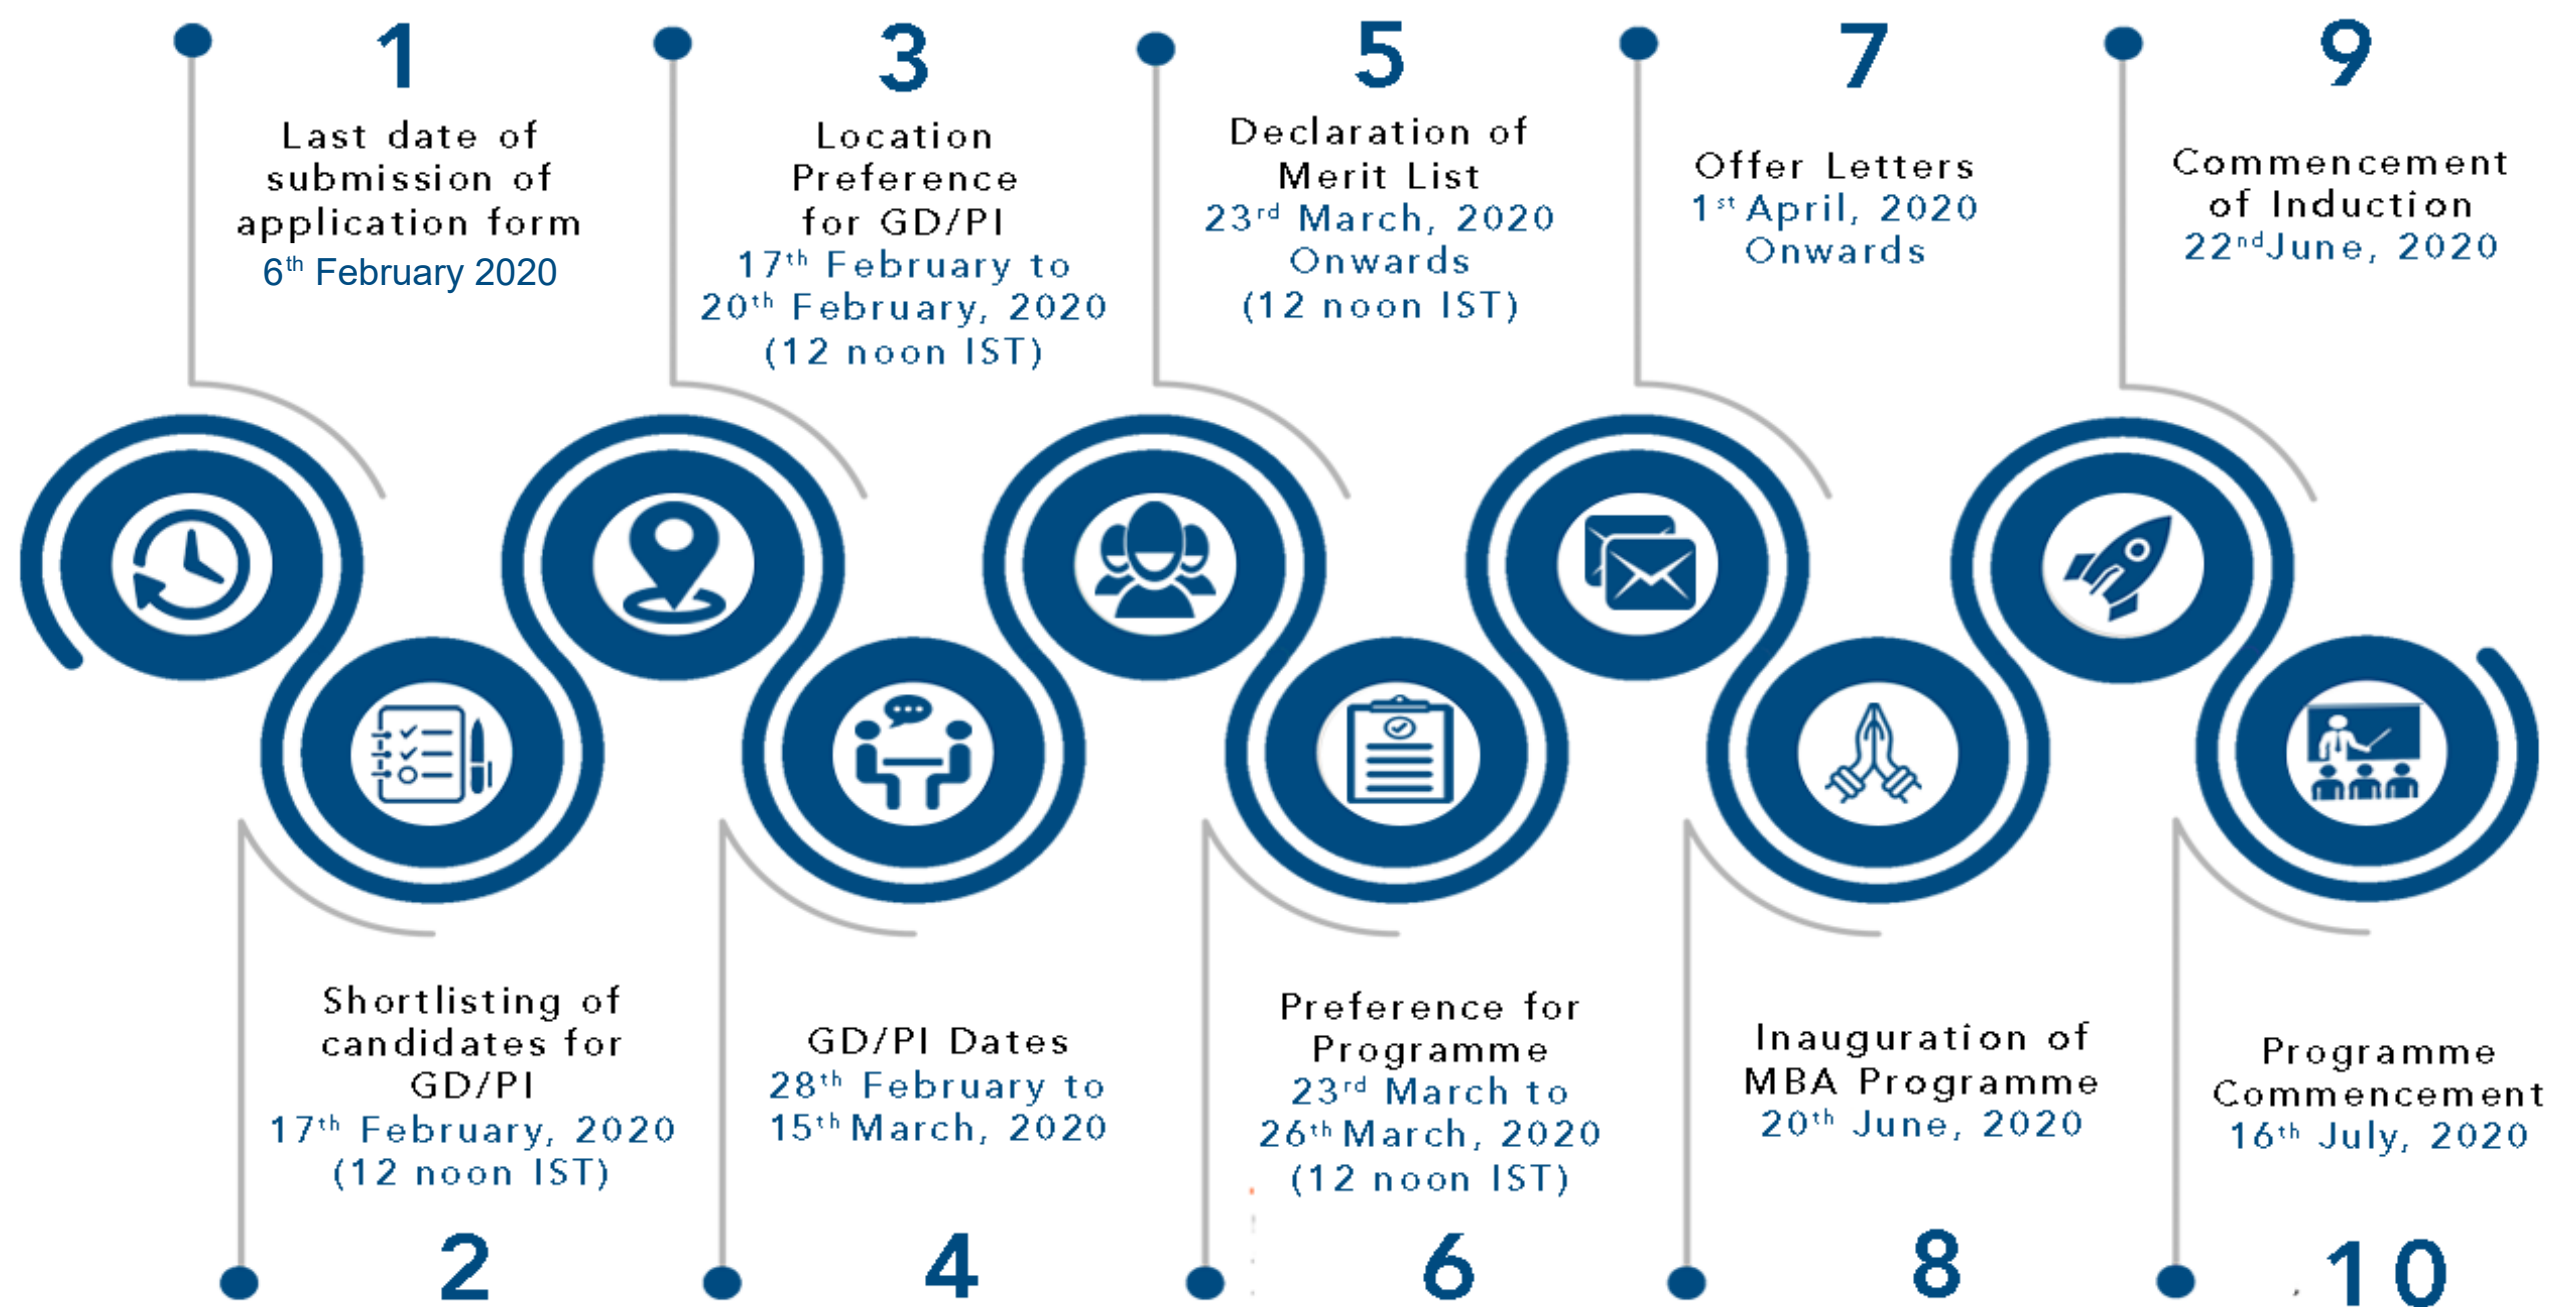 1
Last date of
submission of
application form
6th February 2020
2
Shortlisting of
candidates for
GD/PI
17th February, 2020
(12 noon IST)
3
Location
Preference
for GD/PI
17th February to
20th February, 2020
(12 noon IST)
4
GD/PI Dates
28th February to
15th March, 2020
5
Declaration of
Merit List
23rd March, 2020
Onwards
(12 noon IST)
6
Preference for
Programme
23rd March to
26th March, 2020
(12 noon IST)
7
Offer Letters
1st April, 2020
Onwards
8
Inauguration of
MBA Programme
20th June, 2020
9
Commencement
of Induction
22nd June, 2020
10
Programme
Commencement
16th July, 2020